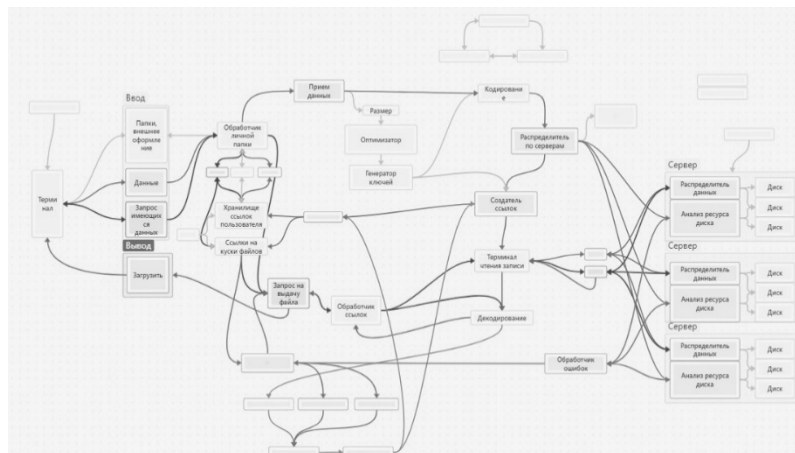 Ввод
Папки,
внешнее
оформле
ние
Данные
Запрос
имеющих
ся
данных
Вывод
Загрузить
Терми
нал
Обработчик
личной
папки
Хранилище
ссылок
пользователя
Ссылки на
куски файлов
Прием
данных
Размер
Оптимизатор
Генератор
ключей
Кодировани
е
Распределитель
по серверам
Создатель
ссылок
Терминал
чтения записи
Декодирование
Запрос на
выдачу
файла
Обработчик
ссылок
Обработчик
ошибок
Сервер
Распределитель
данных
Анализ ресурса
диска
Диск
Диск
Диск
Сервер
Распределитель
данных
Анализ ресурса
диска
Диск
Диск
Диск
Сервер
Распределитель
данных
Анализ ресурса
диска
Диск
Диск
Диск